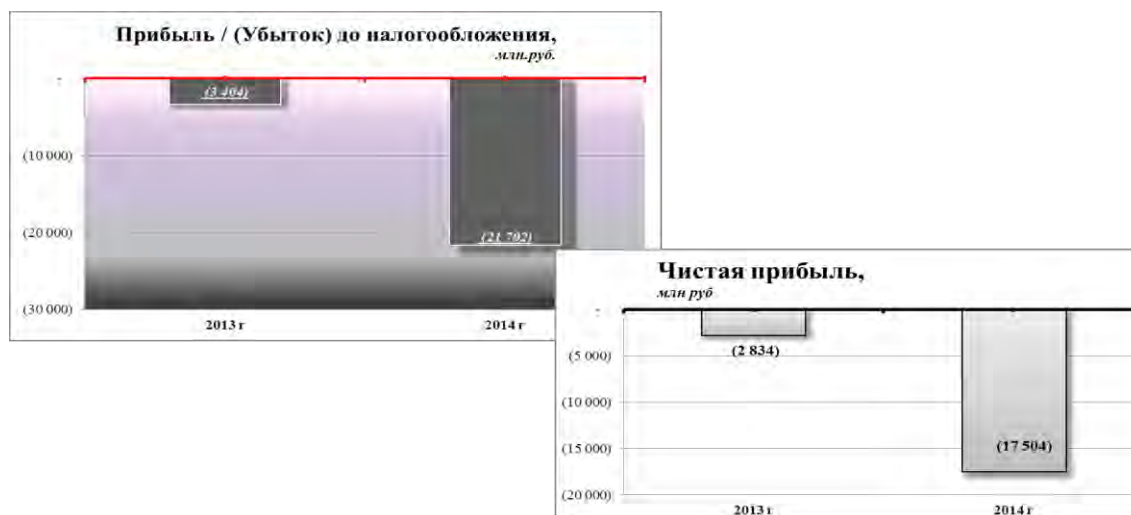 Прибыль / (Убыток) до налогообложения,
млн.руб.
-
(3 404)
(10 000)
(20 000)
(21 702)
(30 000)
2013 г
2014 г
Чистая прибыль,
млн руб
-
(2 834)
(5 000)
(10 000)
(15 000)
(17 504)
(20 000)
2013 г
2014 г